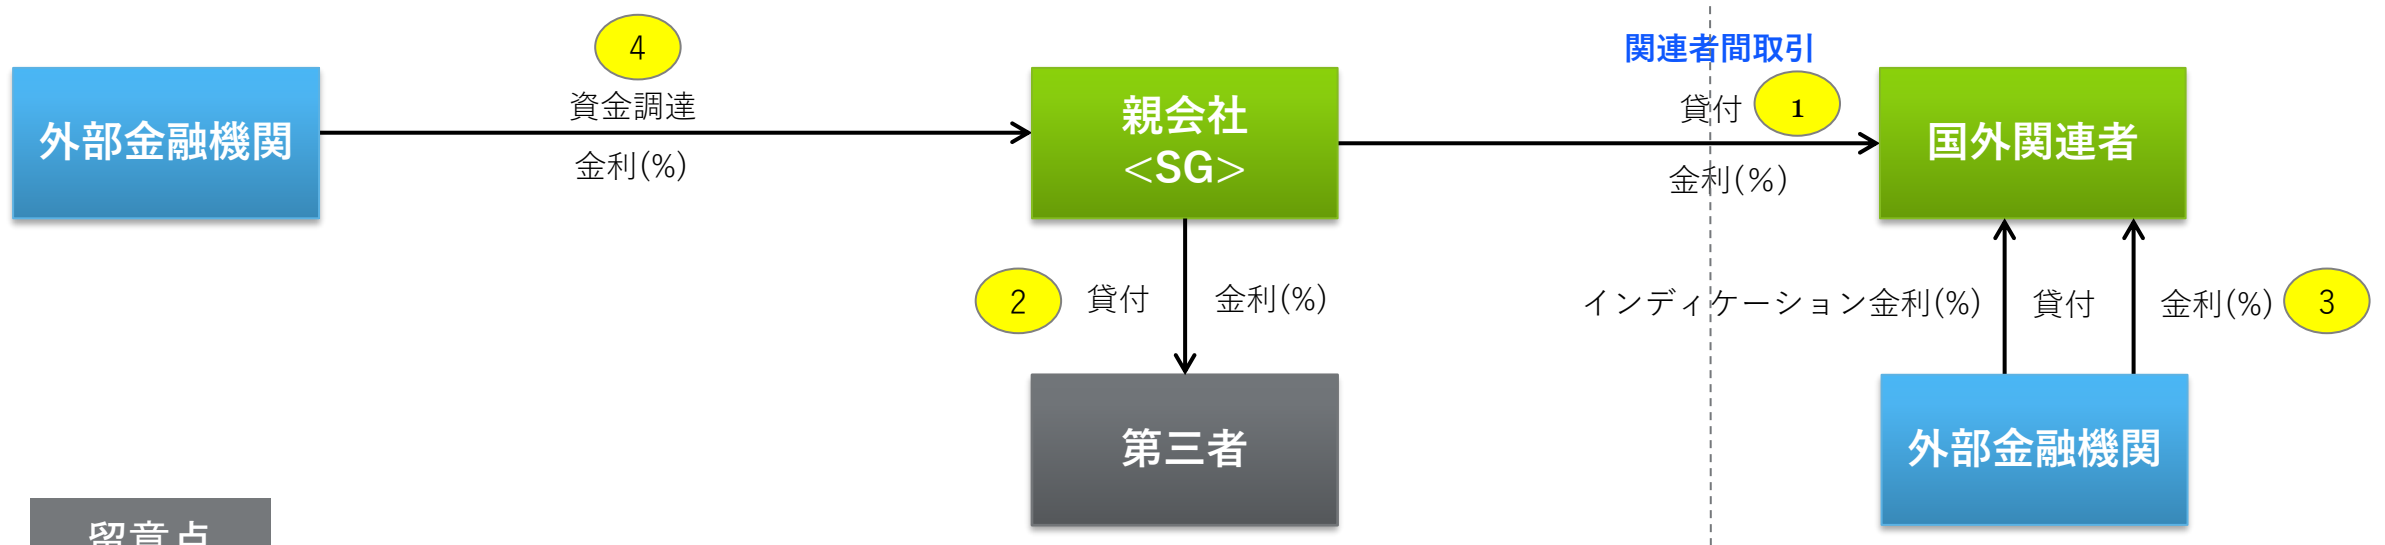 4
資金調達
金利(%)
外部金融機関
親会社
<SG>
関連者間取引
貸付
1
金利(%)
国外関連者
2
貸付
金利(%)
インディケーション金利(%)
貸付
金利(%)
3
第三者
外部金融機関
留意点